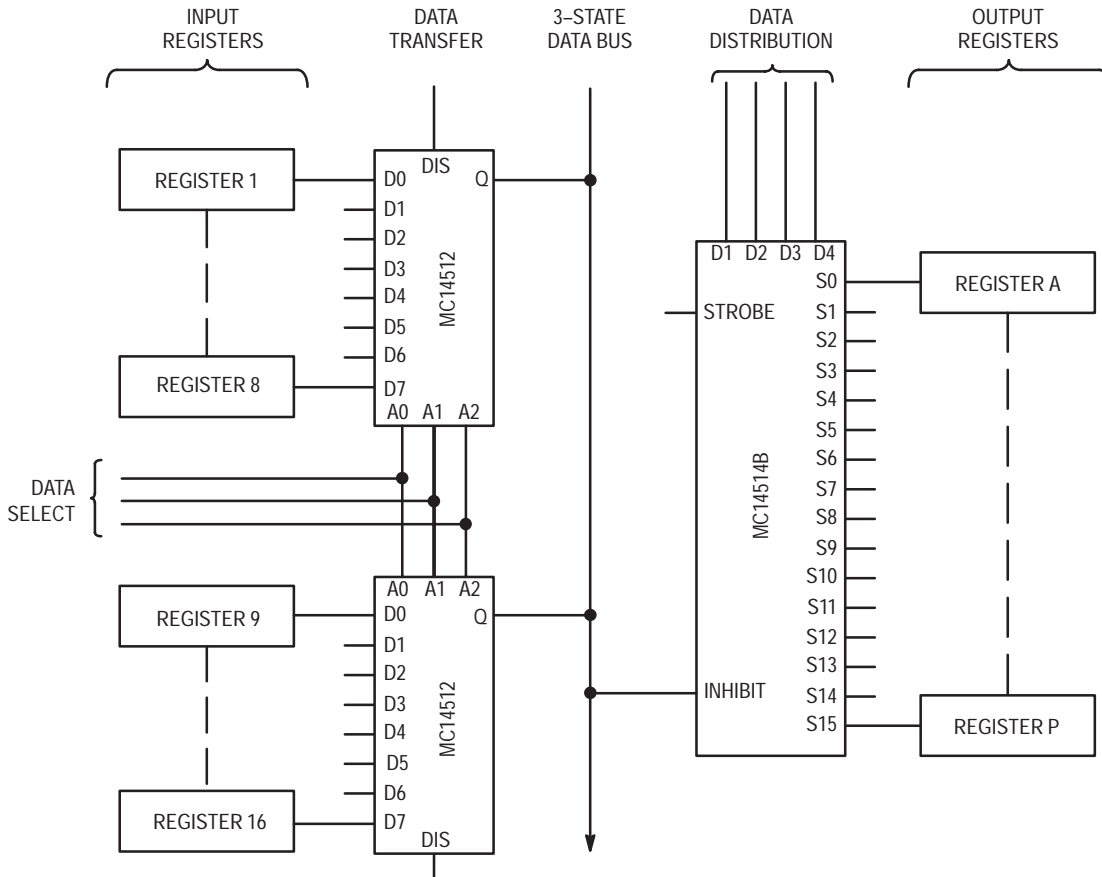 INPUT
REGISTERS
DATA
TRANSFER
3–STATE
DATA BUS
DATA
DISTRIBUTION
OUTPUT
REGISTERS
REGISTER 1
REGISTER 8
DIS
D0
Q
D1
D2
D3
D4
D5
D6
D7
MC14512
A0 A1 A2
DATA
SELECT
REGISTER 9
REGISTER 16
A0 A1 A2
D0
Q
D1
D2
D3
D4
D5
D6
D7
MC14512
DIS
D1 D2 D3 D4
STROBE
INHIBIT
MC14514B
S0
S1
S2
S3
S4
S5
S6
S7
S8
S9
S10
S11
S12
S13
S14
S15
REGISTER A
REGISTER P